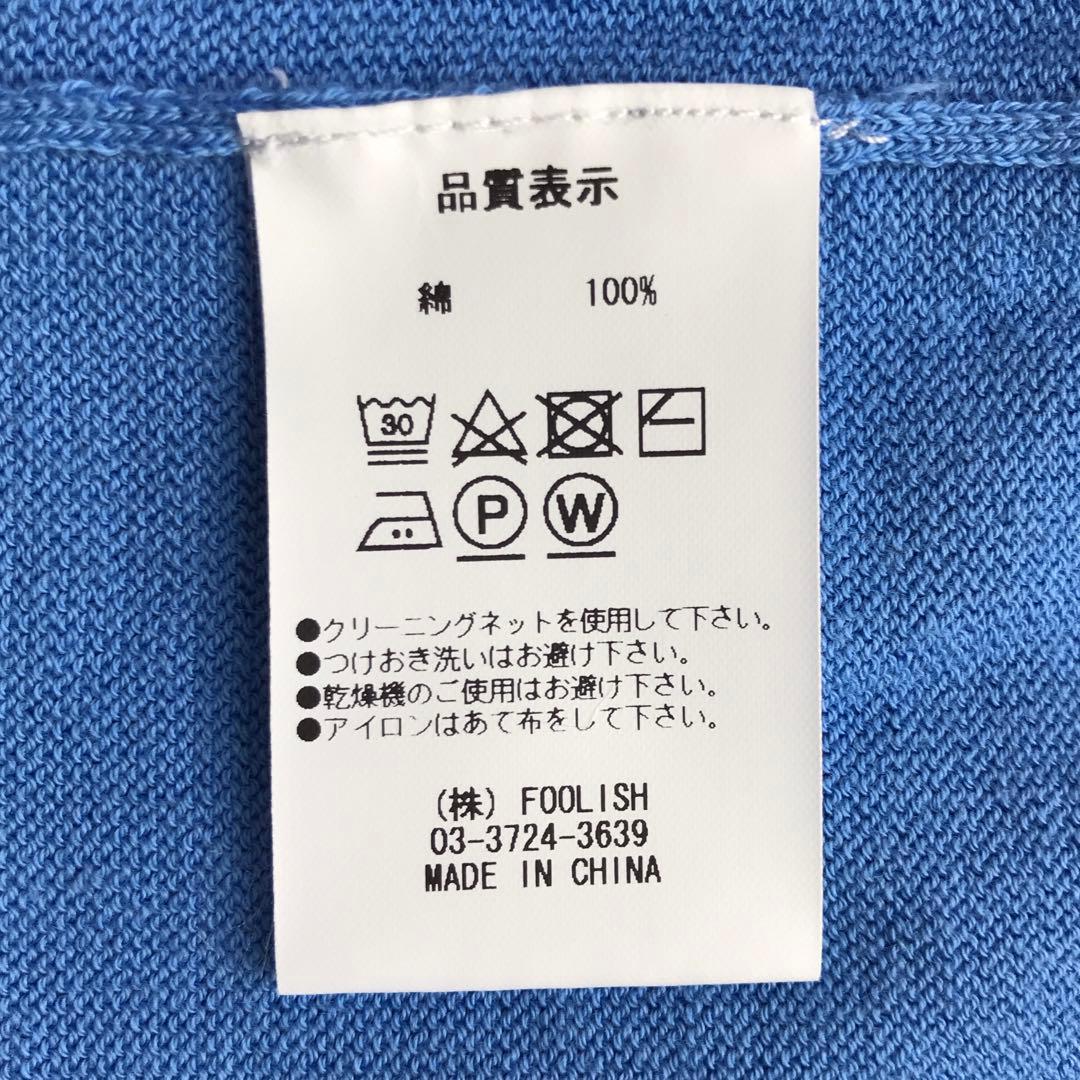 品質表示
綿 100%
30
P W
●クリーニングネットを使用して下さい。
●つけおき洗いはお避け下さい。
●乾燥機のご使用はお避け下さい。
●アイロンはあて布をして下さい。
(株) FOOLISH
03-3724-3639
MADE IN CHINA